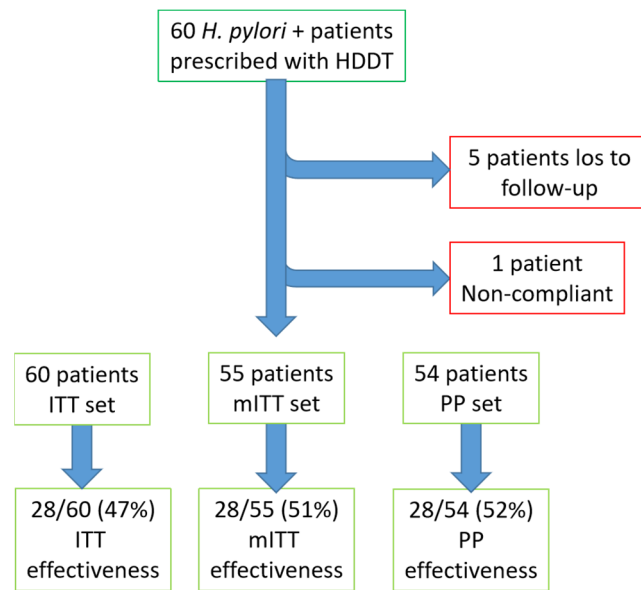 60 H. pylori + patients
prescribed with HDDT
5 patients los to
follow-up
1 patient
Non-compliant
60 patients
ITT set
55 patients
mITT set
54 patients
PP set
28/60 (47%)
ITT
effectiveness
28/55 (51%)
mITT
effectiveness
28/54 (52%)
PP
effectiveness